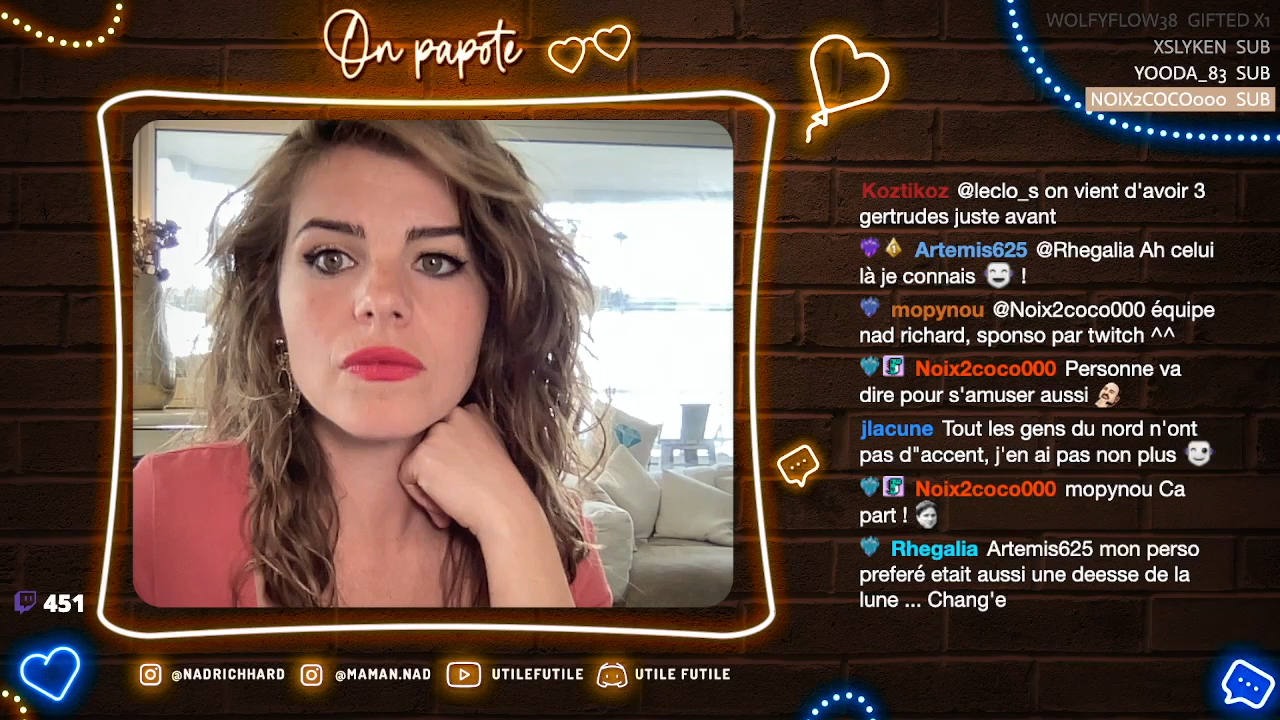 On papote
WOLFYFLOW38 GIFTED X1
XSLYKEN SUB
YOODA_83 SUB
NOIX2COCO000 SUB
Koztikoz @leclo_s on vient d'avoir 3
gertrudes juste avant
Artemis625 @Rhegalia Ah celui
là je connais !
mopynou @Noix2coco000 équipe
nad richard, sponso par twitch ^^
Noix2coco000 Personne va
dire pour s'amuser aussi
jlacune Tout les gens du nord n'ont
pas d"accent, j'en ai pas non plus
Noix2coco000 mopynou Ca
part !
Rhegalia Artemis625 mon perso
preferé etait aussi une deesse de la
lune ... Chang'e
451
@NADRICHHARD @MAMAN.NAD UTILEFUTILE UTILE FUTILE